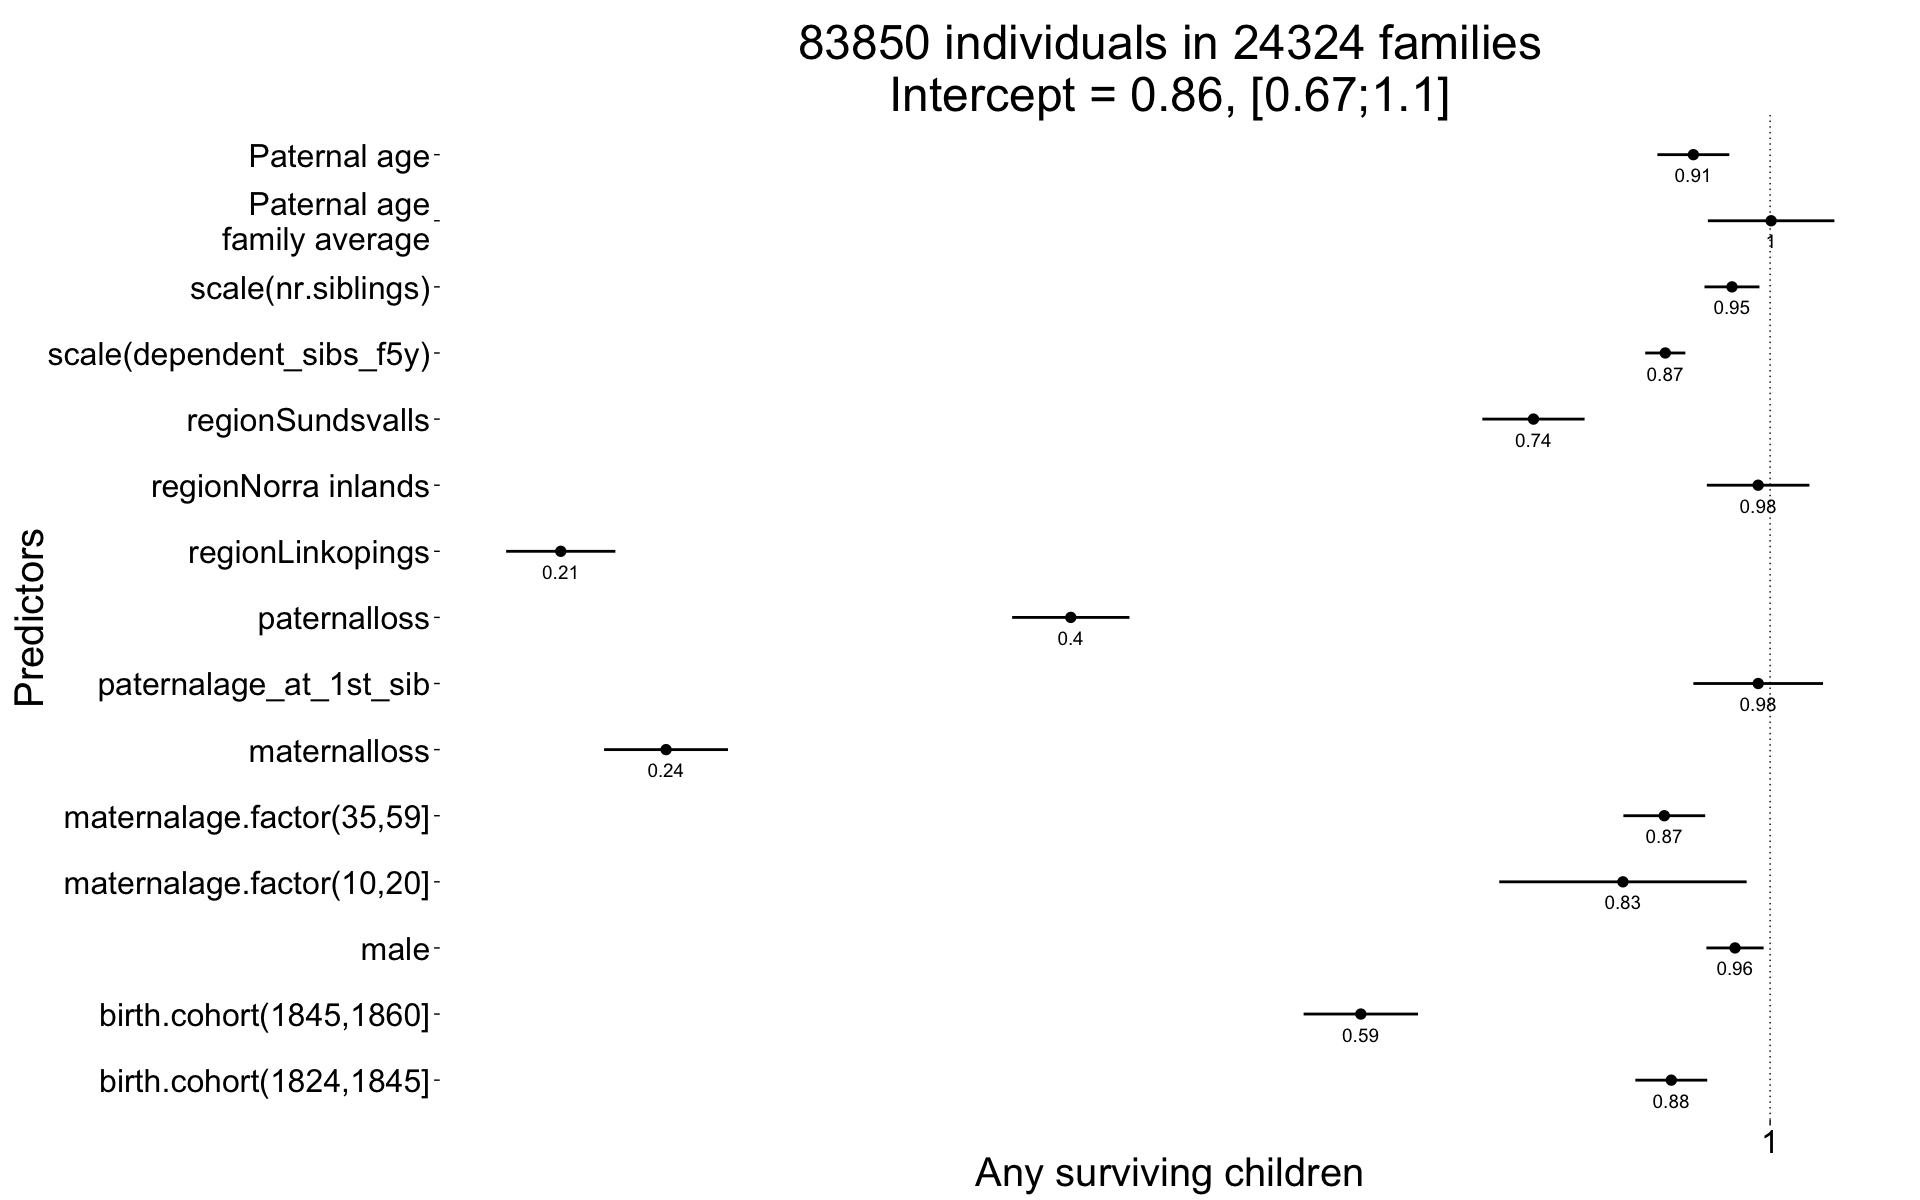 83850 individuals in 24324 families
Intercept = 0.86, [0.67;1.1]
Paternal age
0.91
Paternal age
family average
1
scale(nr.siblings)
0.95
scale(dependent_sibs_f5y)
0.87
regionSundsvalls
0.74
regionNorra inlands
0.98
regionLinkopings
0.21
paternalloss
0.4
paternalage_at_1st_sib
0.98
maternalloss
0.24
maternalage.factor(35,59]
0.87
maternalage.factor(10,20]
0.83
male
0.96
birth.cohort(1845,1860]
0.59
birth.cohort(1824,1845]
0.88
Predictors
1
Any surviving children